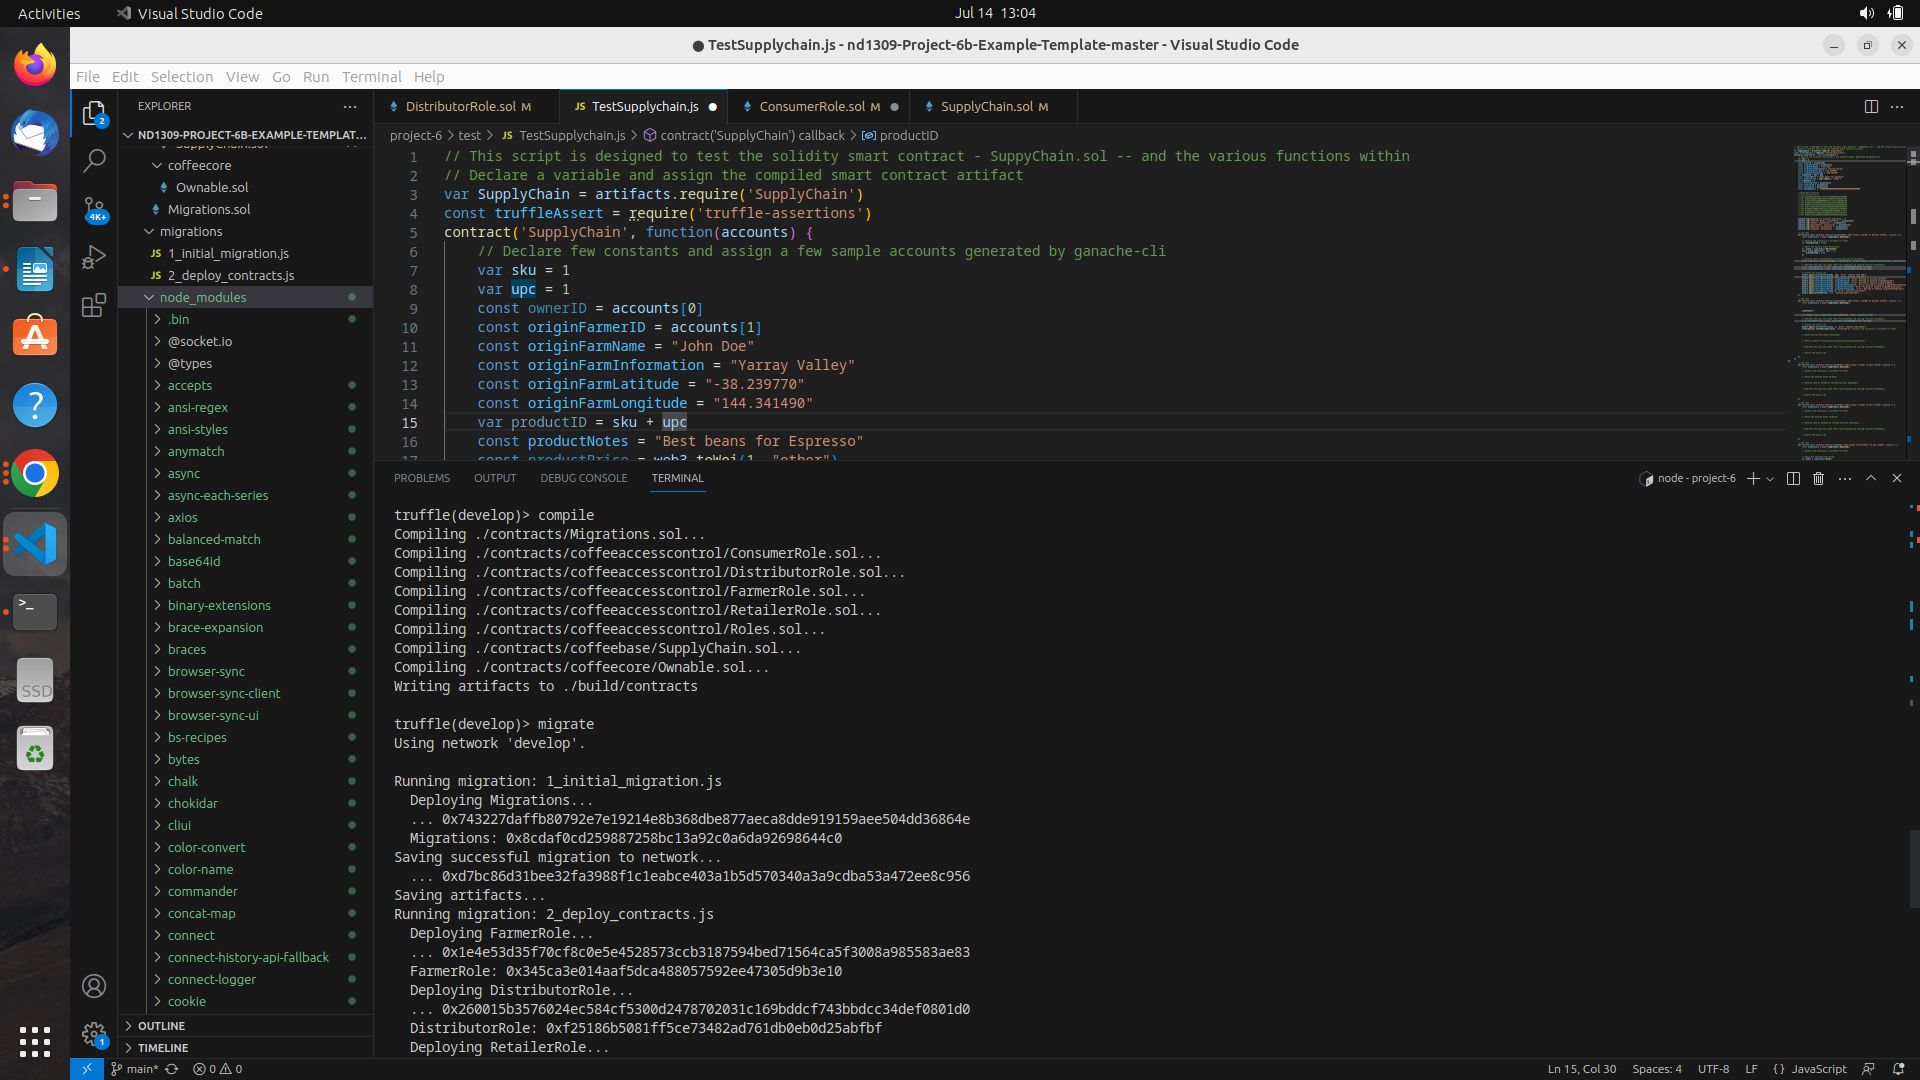 Activities
Visual Studio Code
Jul 14 13:04
● TestSupplychain.js - nd1309-Project-6b-Example-Template-master - Visual Studio Code
File Edit Selection View Go Run Terminal Help
EXPLORER
DistributorRole.sol M
JS TestSupplychain.js
ConsumerRole.sol M
SupplyChain.sol M
ND1309-PROJECT-6B-EXAMPLE-TEMPLAT...
project-6 > test > JS TestSupplychain.js > contract('SupplyChain') callback > productID
coffeecore
Ownable.sol
Migrations.sol
migrations
JS 1_initial_migration.js
JS 2_deploy_contracts.js
node_modules
.bin
@socket.io
@types
accepts
ansi-regex
ansi-styles
anymatch
async
async-each-series
axios
balanced-match
base64id
batch
binary-extensions
brace-expansion
braces
browser-sync
browser-sync-client
browser-sync-ui
bs-recipes
bytes
chalk
chokidar
cliui
color-convert
color-name
commander
concat-map
connect
connect-history-api-fallback
connect-logger
cookie
OUTLINE
TIMELINE
2
4K+
1
SSD
1 // This script is designed to test the solidity smart contract - SuppyChain.sol -- and the various functions within
2 // Declare a variable and assign the compiled smart contract artifact
3 var SupplyChain = artifacts.require('SupplyChain')
4 const truffleAssert = require('truffle-assertions')
5 contract('SupplyChain', function(accounts) {
6 // Declare few constants and assign a few sample accounts generated by ganache-cli
7 var sku = 1
8 var upc = 1
9 const ownerID = accounts[0]
10 const originFarmerID = accounts[1]
11 const originFarmName = "John Doe"
12 const originFarmInformation = "Yarray Valley"
13 const originFarmLatitude = "-38.239770"
14 const originFarmLongitude = "144.341490"
15 var productID = sku + upc
16 const productNotes = "Best beans for Espresso"
17 const productPrice = web3.toWei(1, "ether")
PROBLEMS OUTPUT DEBUG CONSOLE TERMINAL
node - project-6
truffle(develop)> compile
Compiling ./contracts/Migrations.sol...
Compiling ./contracts/coffeeaccesscontrol/ConsumerRole.sol...
Compiling ./contracts/coffeeaccesscontrol/DistributorRole.sol...
Compiling ./contracts/coffeeaccesscontrol/FarmerRole.sol...
Compiling ./contracts/coffeeaccesscontrol/RetailerRole.sol...
Compiling ./contracts/coffeeaccesscontrol/Roles.sol...
Compiling ./contracts/coffeebase/SupplyChain.sol...
Compiling ./contracts/coffeecore/Ownable.sol...
Writing artifacts to ./build/contracts
truffle(develop)> migrate
Using network 'develop'.
Running migration: 1_initial_migration.js
Deploying Migrations...
... 0x743227daffb80792e7e19214e8b368dbe877aeca8dde919159aee504dd36864e
Migrations: 0x8cdaf0cd259887258bc13a92c0a6da92698644c0
Saving successful migration to network...
... 0xd7bc86d31bee32fa3988f1c1eabce403a1b5d570340a3a9cdba53a472ee8c956
Saving artifacts...
Running migration: 2_deploy_contracts.js
Deploying FarmerRole...
... 0x1e4e53d35f70cf8c0e5e4528573ccb3187594bed71564ca5f3008a985583ae83
FarmerRole: 0x345ca3e014aaf5dca488057592ee47305d9b3e10
Deploying DistributorRole...
... 0x260015b3576024ec584cf5300d2478702031c169bddcf743bbdcc34def0801d0
DistributorRole: 0xf25186b5081ff5ce73482ad761db0eb0d25abfbf
Deploying RetailerRole...
main* 0 0
Ln 15, Col 30 Spaces: 4 UTF-8 LF {} JavaScript